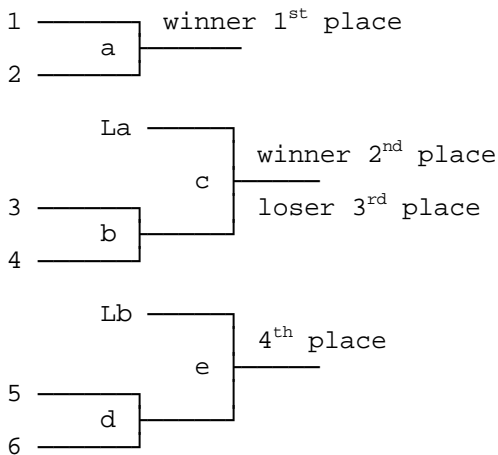 1 winner 1st place
a
2
La
winner 2nd place
c
3 loser 3rd place
b
4
Lb
4th place
e
5
d
6